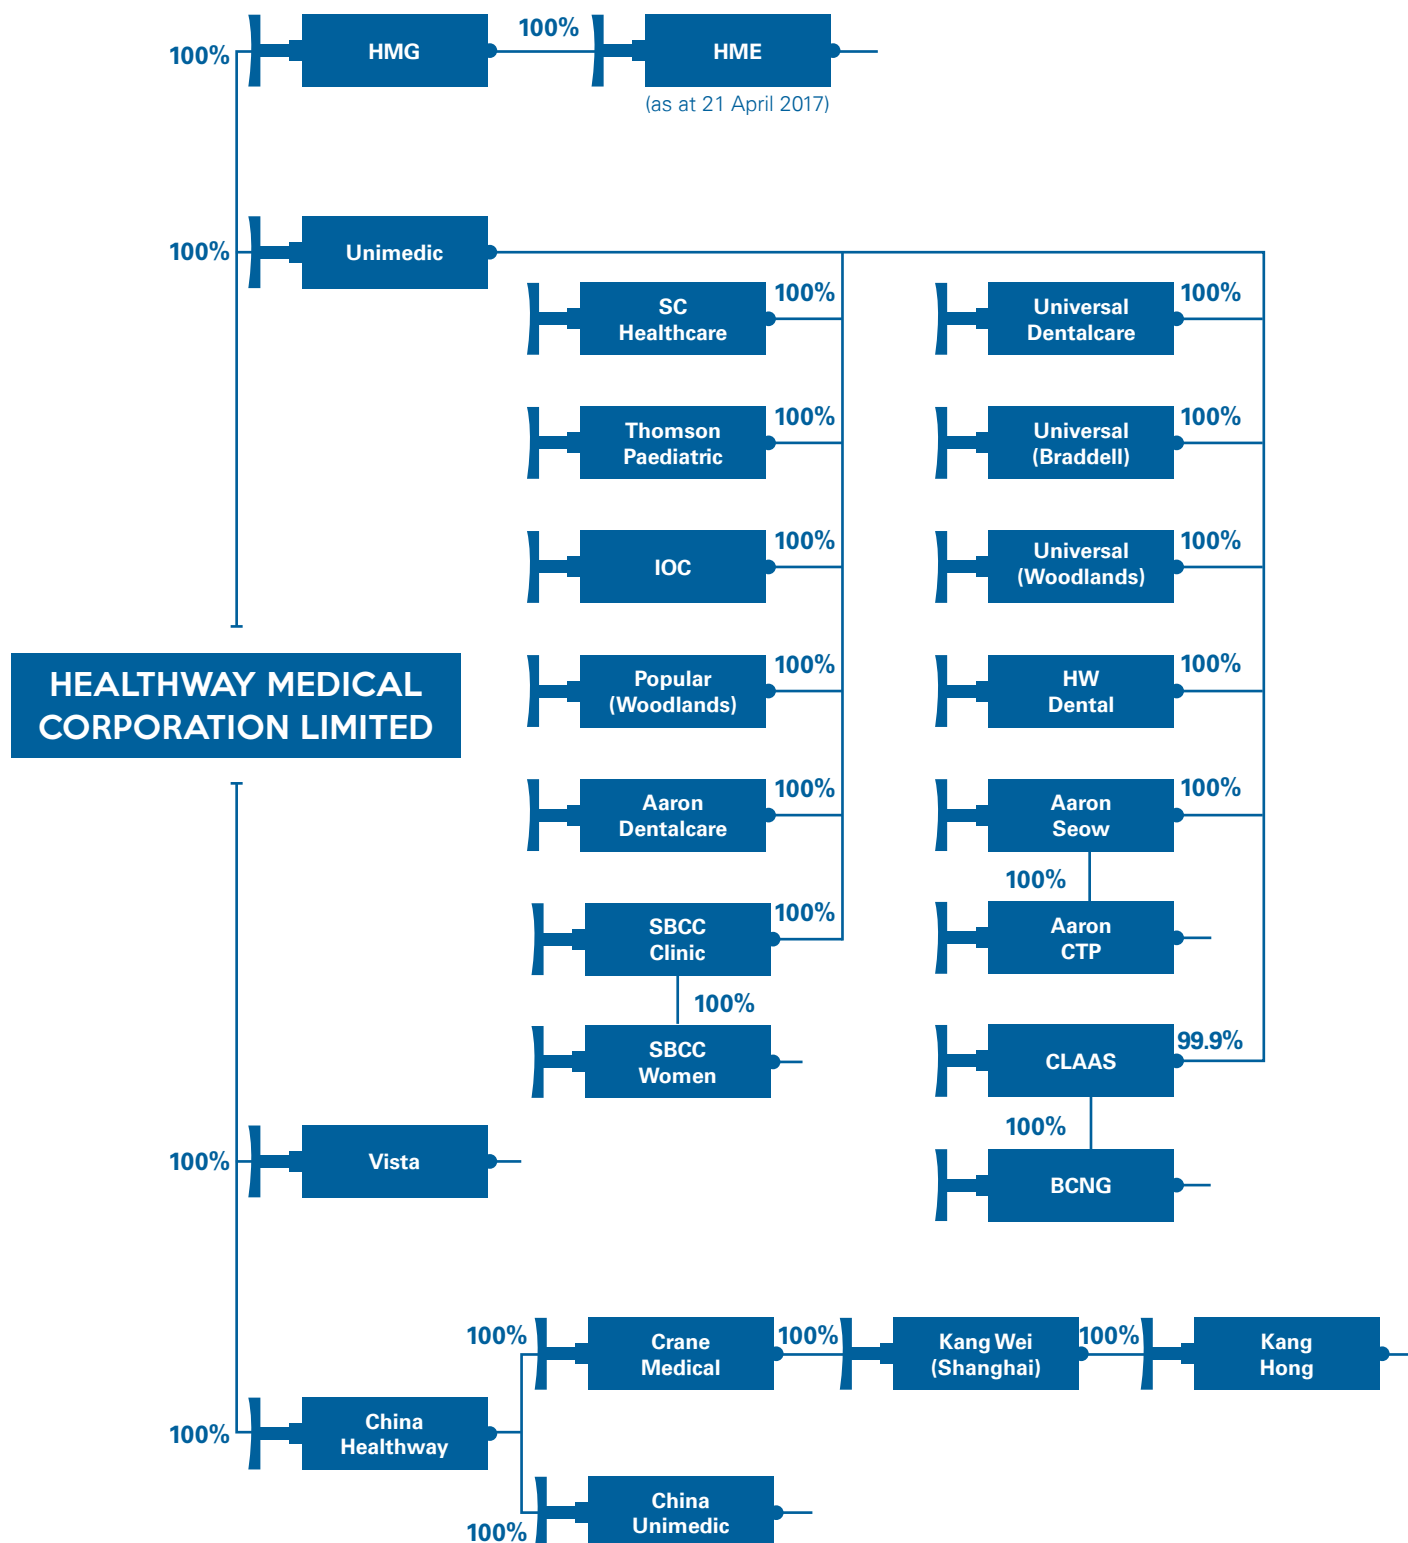 100%
HMG
100%
HME
(as at 21 April 2017)
100%
Unimedic
SC
Healthcare
100%
Universal
Dentalcare
100%
Thomson
Paediatric
100%
Universal
(Braddell)
100%
IOC
100%
Universal
(Woodlands)
100%
HEALTHWAY MEDICAL
CORPORATION LIMITED
Popular
(Woodlands)
100%
HW
Dental
100%
Aaron
Dentalcare
100%
Aaron
Seow
100%
100%
SBCC
Clinic
100%
Aaron
CTP
100%
SBCC
Women
CLAAS
99.9%
100%
BCNG
100%
Vista
100%
Crane
Medical
100%
Kang Wei
(Shanghai)
100%
Kang
Hong
100%
China
Healthway
100%
China
Unimedic